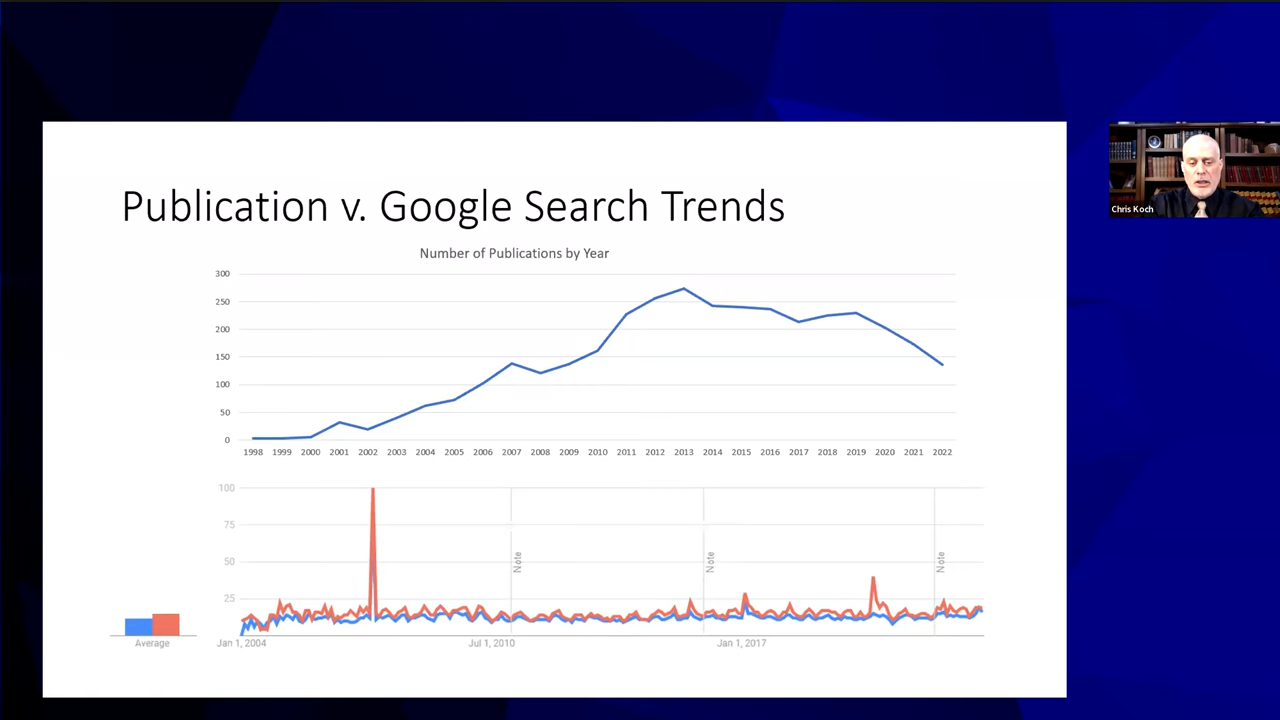 Publication v. Google Search Trends
Number of Publications by Year
300
250
200
150
100
50
0
1998 1999 2000 2001 2002 2003 2004 2005 2006 2007 2008 2009 2010 2011 2012 2013 2014 2015 2016 2017 2018 2019 2020 2021 2022
100
75
50
25
Note Note Note
Average
Jan 1, 2004 Jul 1, 2010 Jan 1, 2017
Chris Koch